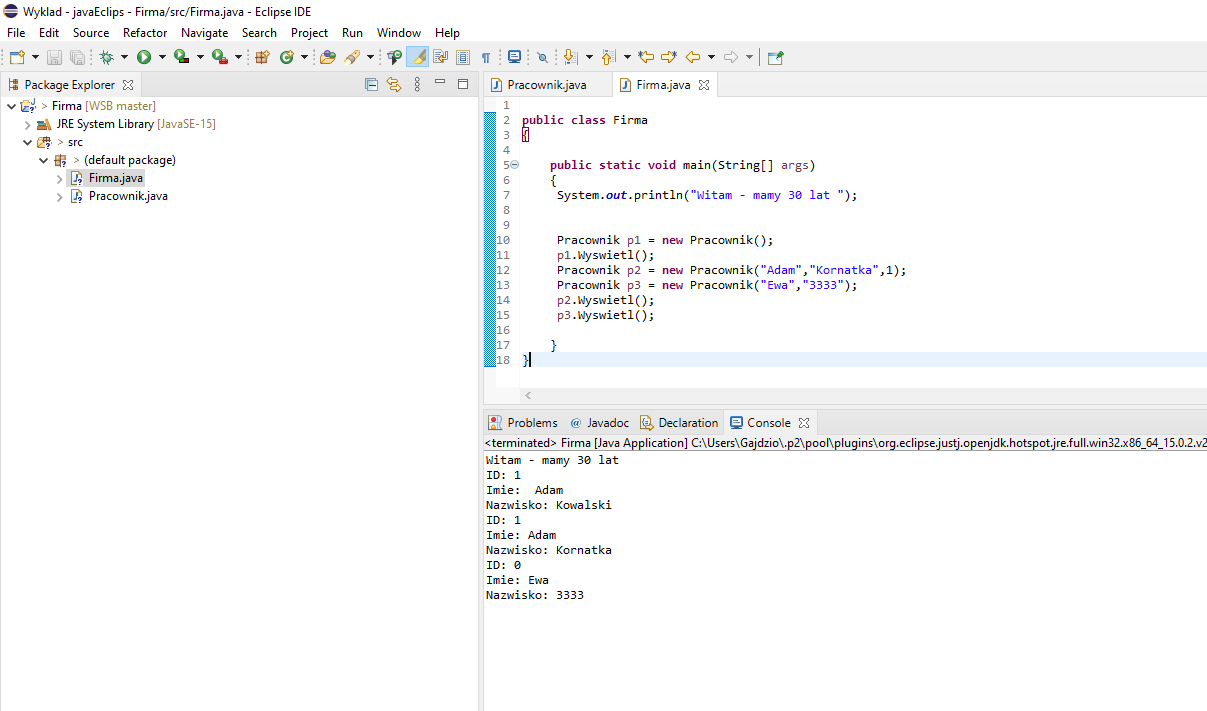 Wyklad - javaEclips - Firma/src/Firma.java - Eclipse IDE
File Edit Source Refactor Navigate Search Project Run Window Help
Package Explorer
> Firma [WSB master]
JRE System Library [JavaSE-15]
> src
> (default package)
Firma.java
Pracownik.java
Pracownik.java Firma.java
1
2 public class Firma
3 {
4
5 public static void main(String[] args)
6 {
7 System.out.println("Witam - mamy 30 lat ");
8
9
10 Pracownik p1 = new Pracownik();
11 p1.Wyswietl();
12 Pracownik p2 = new Pracownik("Adam","Kornatka",1);
13 Pracownik p3 = new Pracownik("Ewa","3333");
14 p2.Wyswietl();
15 p3.Wyswietl();
16
17 }
18 }
Problems @ Javadoc Declaration Console
<terminated> Firma [Java Application] C:\Users\Gajdzio\.p2\pool\plugins\org.eclipse.justj.openjdk.hotspot.jre.full.win32.x86_64_15.0.2.v2
Witam - mamy 30 lat
ID: 1
Imie:  Adam
Nazwisko: Kowalski
ID: 1
Imie: Adam
Nazwisko: Kornatka
ID: 0
Imie: Ewa
Nazwisko: 3333